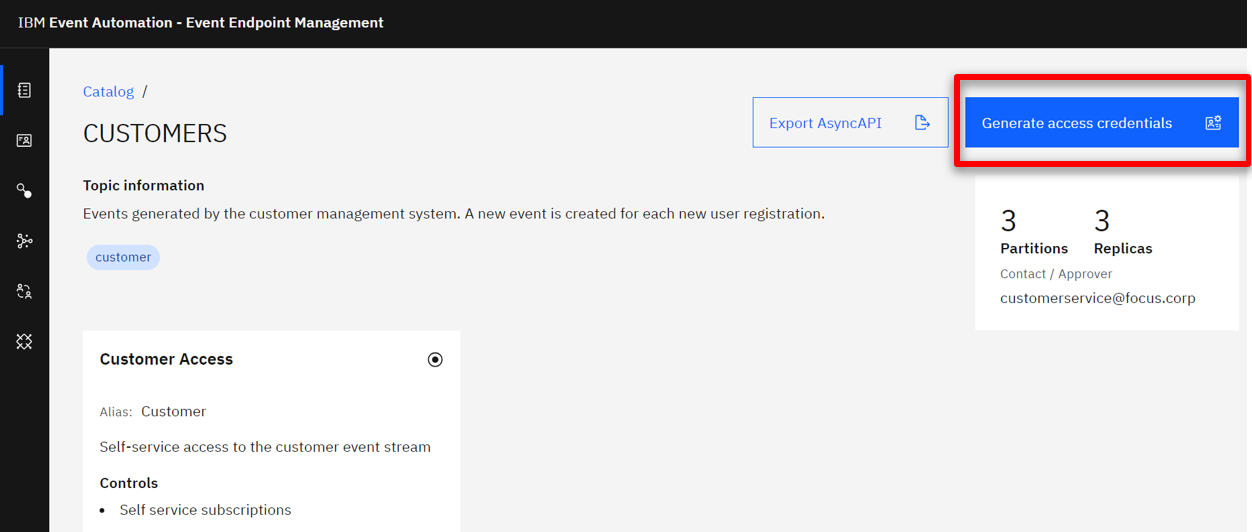 IBM Event Automation - Event Endpoint Management
Catalog /
CUSTOMERS
Export AsyncAPI
Generate access credentials
Topic information
Events generated by the customer management system. A new event is created for each new user registration.
customer
3 3
Partitions Replicas
Contact / Approver
customerservice@focus.corp
Customer Access
Alias: Customer
Self-service access to the customer event stream
Controls
• Self service subscriptions